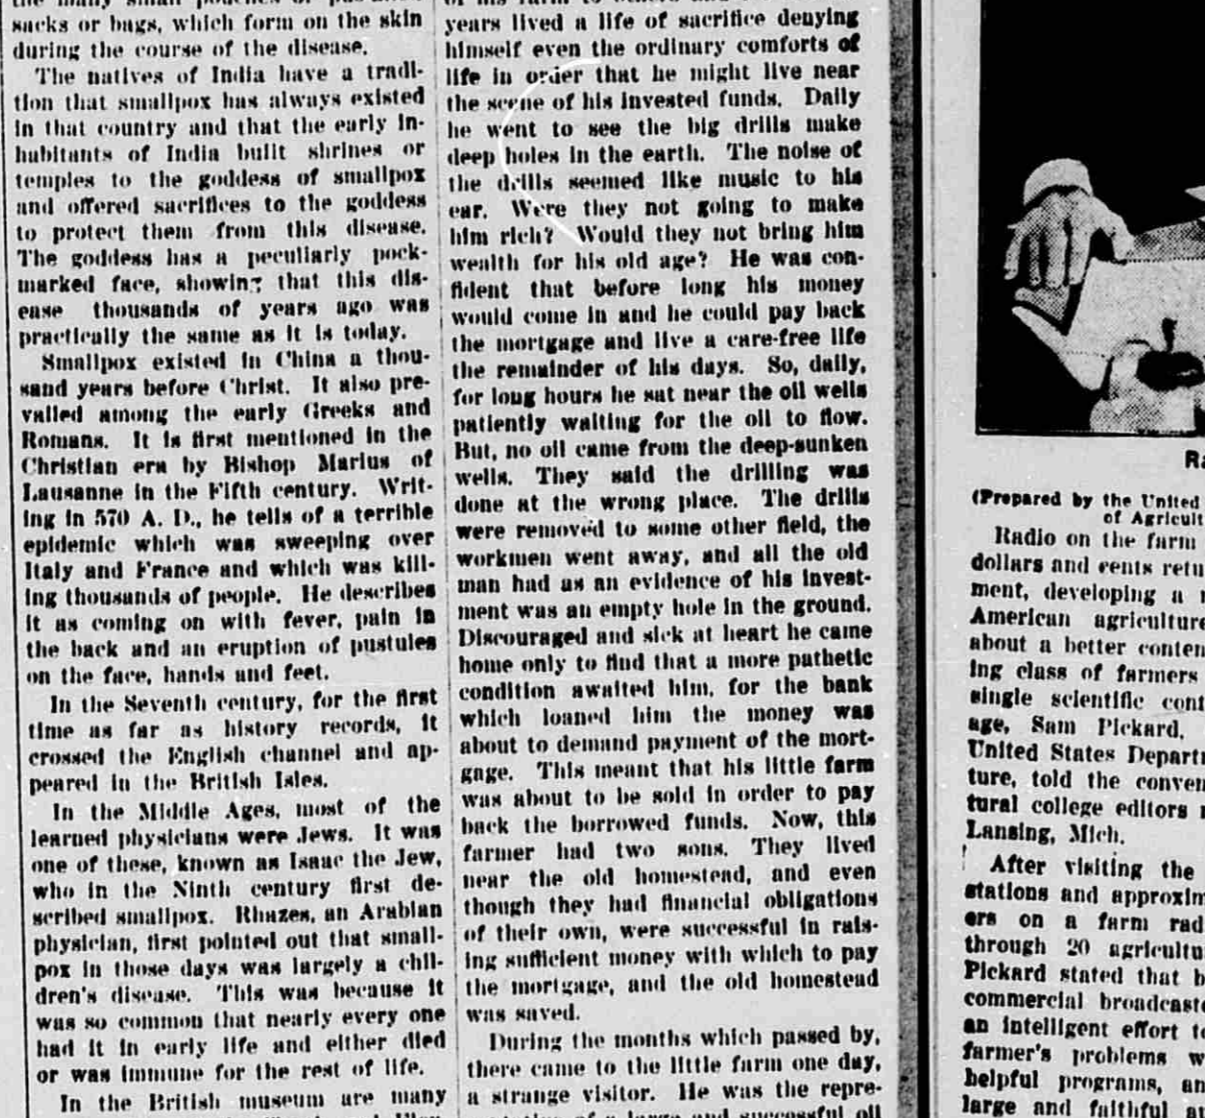 sacks or bags, which form on the skin
during the course of the disease.
The natives of India have a tradi-
tion that smallpox has always existed
in that country and that the early in-
habitants of India built shrines or
temples to the goddess of smallpox
and offered sacrifices to the goddess
to protect them from this disease.
The goddess has a peculiarly pock-
marked face, showing that this dis-
ease thousands of years ago was
practically the same as it is today.
Smallpox existed in China a thou-
sand years before Christ. It also pre-
vailed among the early Greeks and
Romans. It is first mentioned in the
Christian era by Bishop Marius of
Lausanne in the Fifth century. Writ-
ing in 570 A. D., he tells of a terrible
epidemic which was sweeping over
Italy and France and which was kill-
ing thousands of people. He describes
it as coming on with fever, pain in
the back and an eruption of pustules
on the face, hands and feet.
In the Seventh century, for the first
time as far as history records, it
crossed the English channel and ap-
peared in the British Isles.
In the Middle Ages, most of the
learned physicians were Jews. It was
one of these, known as Isaac the Jew,
who in the Ninth century first de-
scribed smallpox. Rhazes, an Arabian
physician, first pointed out that small-
pox in those days was largely a chil-
dren's disease. This was because it
was so common that nearly every one
had it in early life and either died
or was immune for the rest of life.
In the British museum are many
years lived a life of sacrifice denying
himself even the ordinary comforts of
life in order that he might live near
the scene of his invested funds. Daily
he went to see the big drills make
deep holes in the earth. The noise of
the drills seemed like music to his
ear. Were they not going to make
him rich? Would they not bring him
wealth for his old age? He was con-
fident that before long his money
would come in and he could pay back
the mortgage and live a care-free life
the remainder of his days. So, daily,
for long hours he sat near the oil wells
patiently waiting for the oil to flow.
But, no oil came from the deep-sunken
wells. They said the drilling was
done at the wrong place. The drills
were removed to some other field, the
workmen went away, and all the old
man had as an evidence of his invest-
ment was an empty hole in the ground.
Discouraged and sick at heart he came
home only to find that a more pathetic
condition awaited him, for the bank
which loaned him the money was
about to demand payment of the mort-
gage. This meant that his little farm
was about to be sold in order to pay
back the borrowed funds. Now, this
farmer had two sons. They lived
near the old homestead, and even
though they had financial obligations
of their own, were successful in rais-
ing sufficient money with which to pay
the mortgage, and the old homestead
was saved.
During the months which passed by,
there came to the little farm one day,
a strange visitor. He was the repre-
(Prepared by the United
of Agricult
Radio on the farm
dollars and cents retu
ment, developing a
American agriculture
about a better conten
ing class of farmers
single scientific cont
age, Sam Pickard,
United States Departm
ture, told the conven
tural college editors
Lansing, Mich.
After visiting the
stations and approxim
ers on a farm rad
through 20 agricultu
Pickard stated that b
commercial broadcaste
an intelligent effort to
farmer's problems w
helpful programs, an
large and faithful au